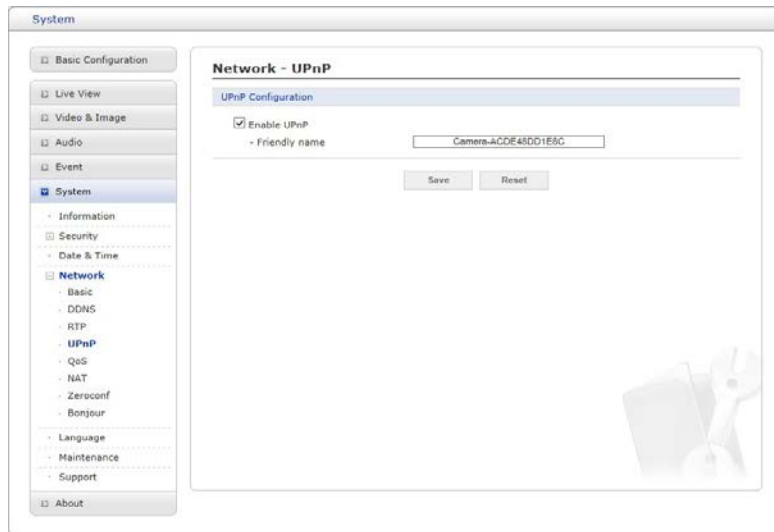 System
Basic Configuration
Live View
Video & Image
Audio
Event
System
Information
Security
Date & Time
Network
Basic
DDNS
RTP
UPnP
QoS
NAT
Zeroconf
Bonjour
Language
Maintenance
Support
About
Network - UPnP
UPnP Configuration
Enable UPnP
- Friendly name Camera-ACDE48DD1E8C
Save Reset